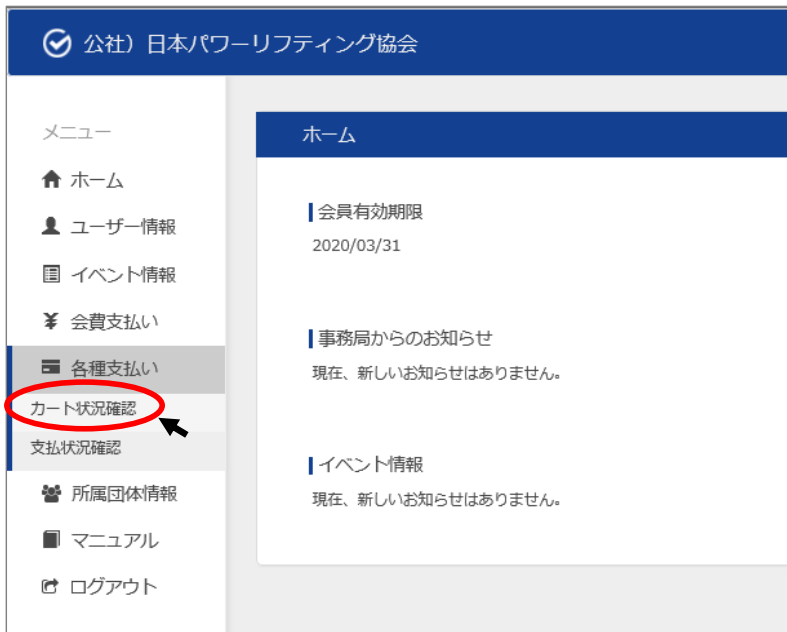 公社）日本パワーリフティング協会
メニュー
ホーム
ユーザー情報
イベント情報
会費支払い
各種支払い
カート状況確認
支払状況確認
所属団体情報
マニュアル
ログアウト
ホーム
会員有効期限
2020/03/31
事務局からのお知らせ
現在、新しいお知らせはありません。
イベント情報
現在、新しいお知らせはありません。